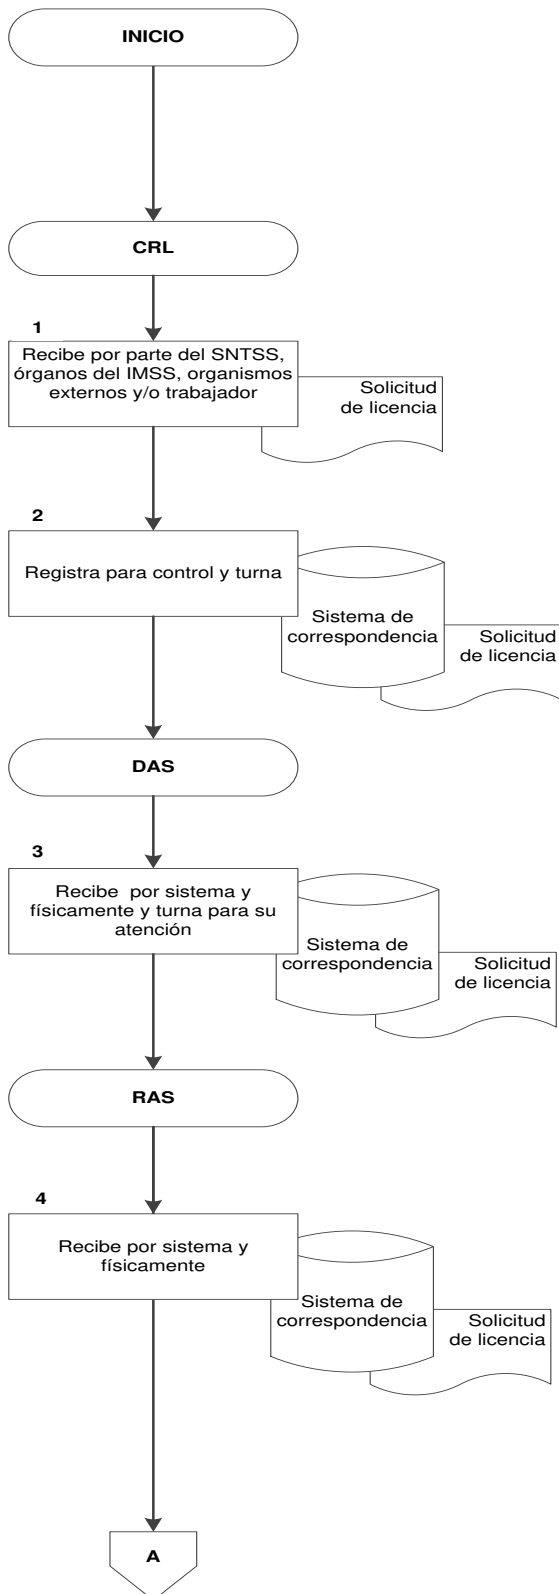 INICIO
CRL
1
Recibe por parte del SNTSS,
órganos del IMSS, organismos
externos y/o trabajador
Solicitud
de licencia
2
Registra para control y turna
Sistema de
correspondencia
Solicitud
de licencia
DAS
3
Recibe por sistema y
físicamente y turna para su
atención
Sistema de
correspondencia
Solicitud
de licencia
RAS
4
Recibe por sistema y
físicamente
Sistema de
correspondencia
Solicitud
de licencia
A